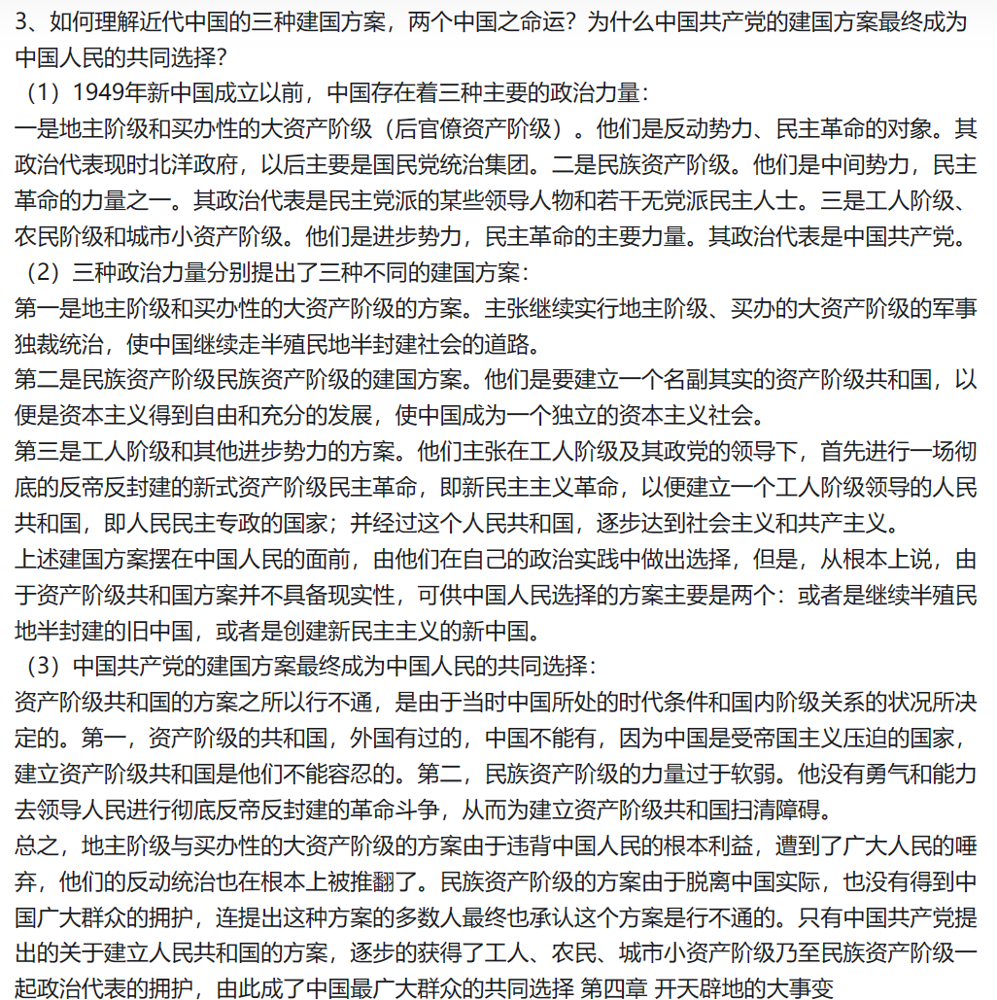 3、如何理解近代中国的三种建国方案，两个中国之命运？为什么中国共产党的建国方案最终成为
中国人民的共同选择？
（1）1949年新中国成立以前，中国存在着三种主要的政治力量：
一是地主阶级和买办性的大资产阶级（后官僚资产阶级）。他们是反动势力、民主革命的对象。其
政治代表现时北洋政府，以后主要是国民党统治集团。二是民族资产阶级。他们是中间势力，民主
革命的力量之一。其政治代表是民主党派的某些领导人物和若干无党派民主人士。三是工人阶级、
农民阶级和城市小资产阶级。他们是进步势力，民主革命的主要力量。其政治代表是中国共产党。
（2）三种政治力量分别提出了三种不同的建国方案：
第一是地主阶级和买办性的大资产阶级的方案。主张继续实行地主阶级、买办的大资产阶级的军事
独裁统治，使中国继续走半殖民地半封建社会的道路。
第二是民族资产阶级民族资产阶级的建国方案。他们是要建立一个名副其实的资产阶级共和国，以
便是资本主义得到自由和充分的发展，使中国成为一个独立的资本主义社会。
第三是工人阶级和其他进步势力的方案。他们主张在工人阶级及其政党的领导下，首先进行一场彻
底的反帝反封建的新式资产阶级民主革命，即新民主主义革命，以便建立一个工人阶级领导的人民
共和国，即人民民主专政的国家；并经过这个人民共和国，逐步达到社会主义和共产主义。
上述建国方案摆在中国人民的面前，由他们在自己的政治实践中做出选择，但是，从根本上说，由
于资产阶级共和国方案并不具备现实性，可供中国人民选择的方案主要是两个：或者是继续半殖民
地半封建的旧中国，或者是创建新民主主义的新中国。
（3）中国共产党的建国方案最终成为中国人民的共同选择：
资产阶级共和国的方案之所以行不通，是由于当时中国所处的时代条件和国内阶级关系的状况所决
定的。第一，资产阶级的共和国，外国有过的，中国不能有，因为中国是受帝国主义压迫的国家，
建立资产阶级共和国是他们不能容忍的。第二，民族资产阶级的力量过于软弱。他没有勇气和能力
去领导人民进行彻底反帝反封建的革命斗争，从而为建立资产阶级共和国扫清障碍。
总之，地主阶级与买办性的大资产阶级的方案由于违背中国人民的根本利益，遭到了广大人民的唾
弃，他们的反动统治也在根本上被推翻了。民族资产阶级的方案由于脱离中国实际，也没有得到中
国广大群众的拥护，连提出这种方案的多数人最终也承认这个方案是行不通的。只有中国共产党提
出的关于建立人民共和国的方案，逐步的获得了工人、农民、城市小资产阶级乃至民族资产阶级一
起政治代表的拥护，由此成了中国最广大群众的共同选择 第四章 开天辟地的大事变